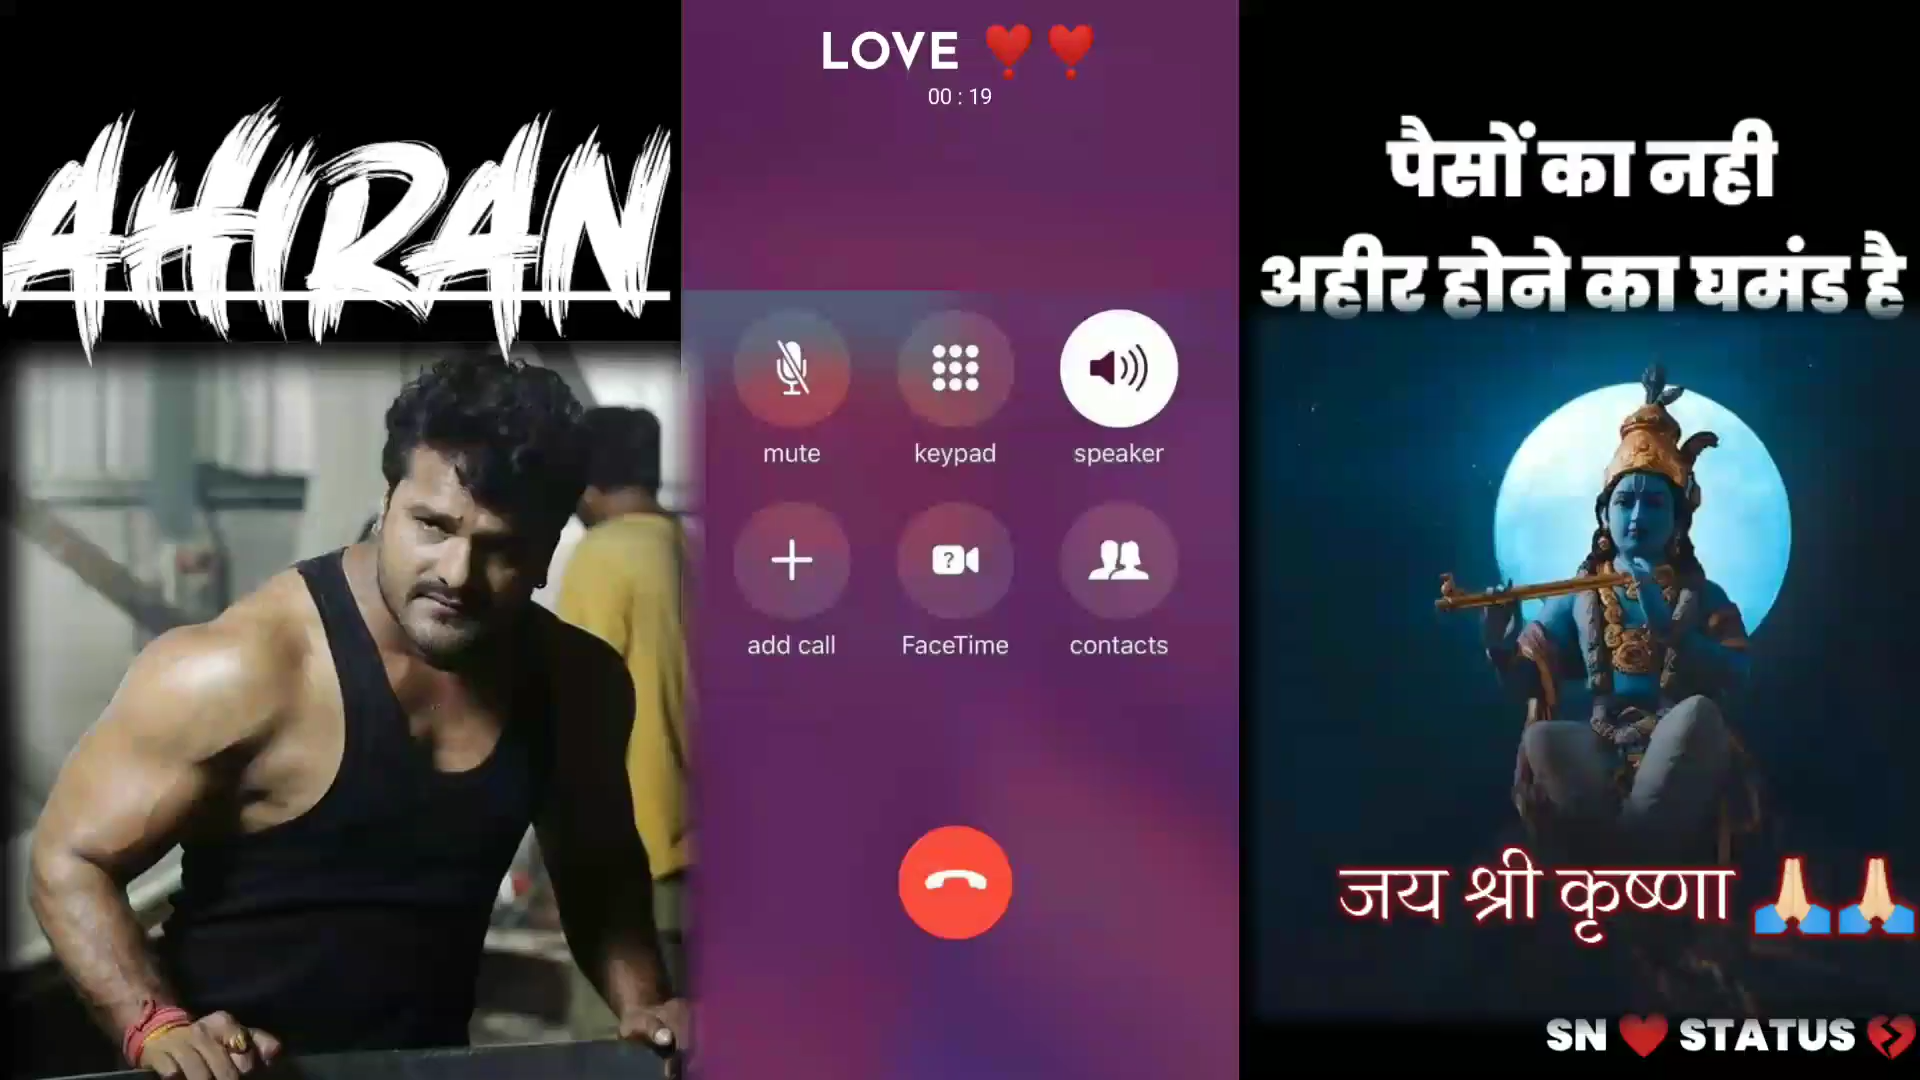 AHIRAN
LOVE ❣️ ❣️
00 : 19
mute
keypad
speaker
add call
FaceTime
contacts
पैसों का नही
अहीर होने का घमंड है
जय श्री कृष्णा 🙏🏻🙏🏻
SN ❤️ STATUS 💔